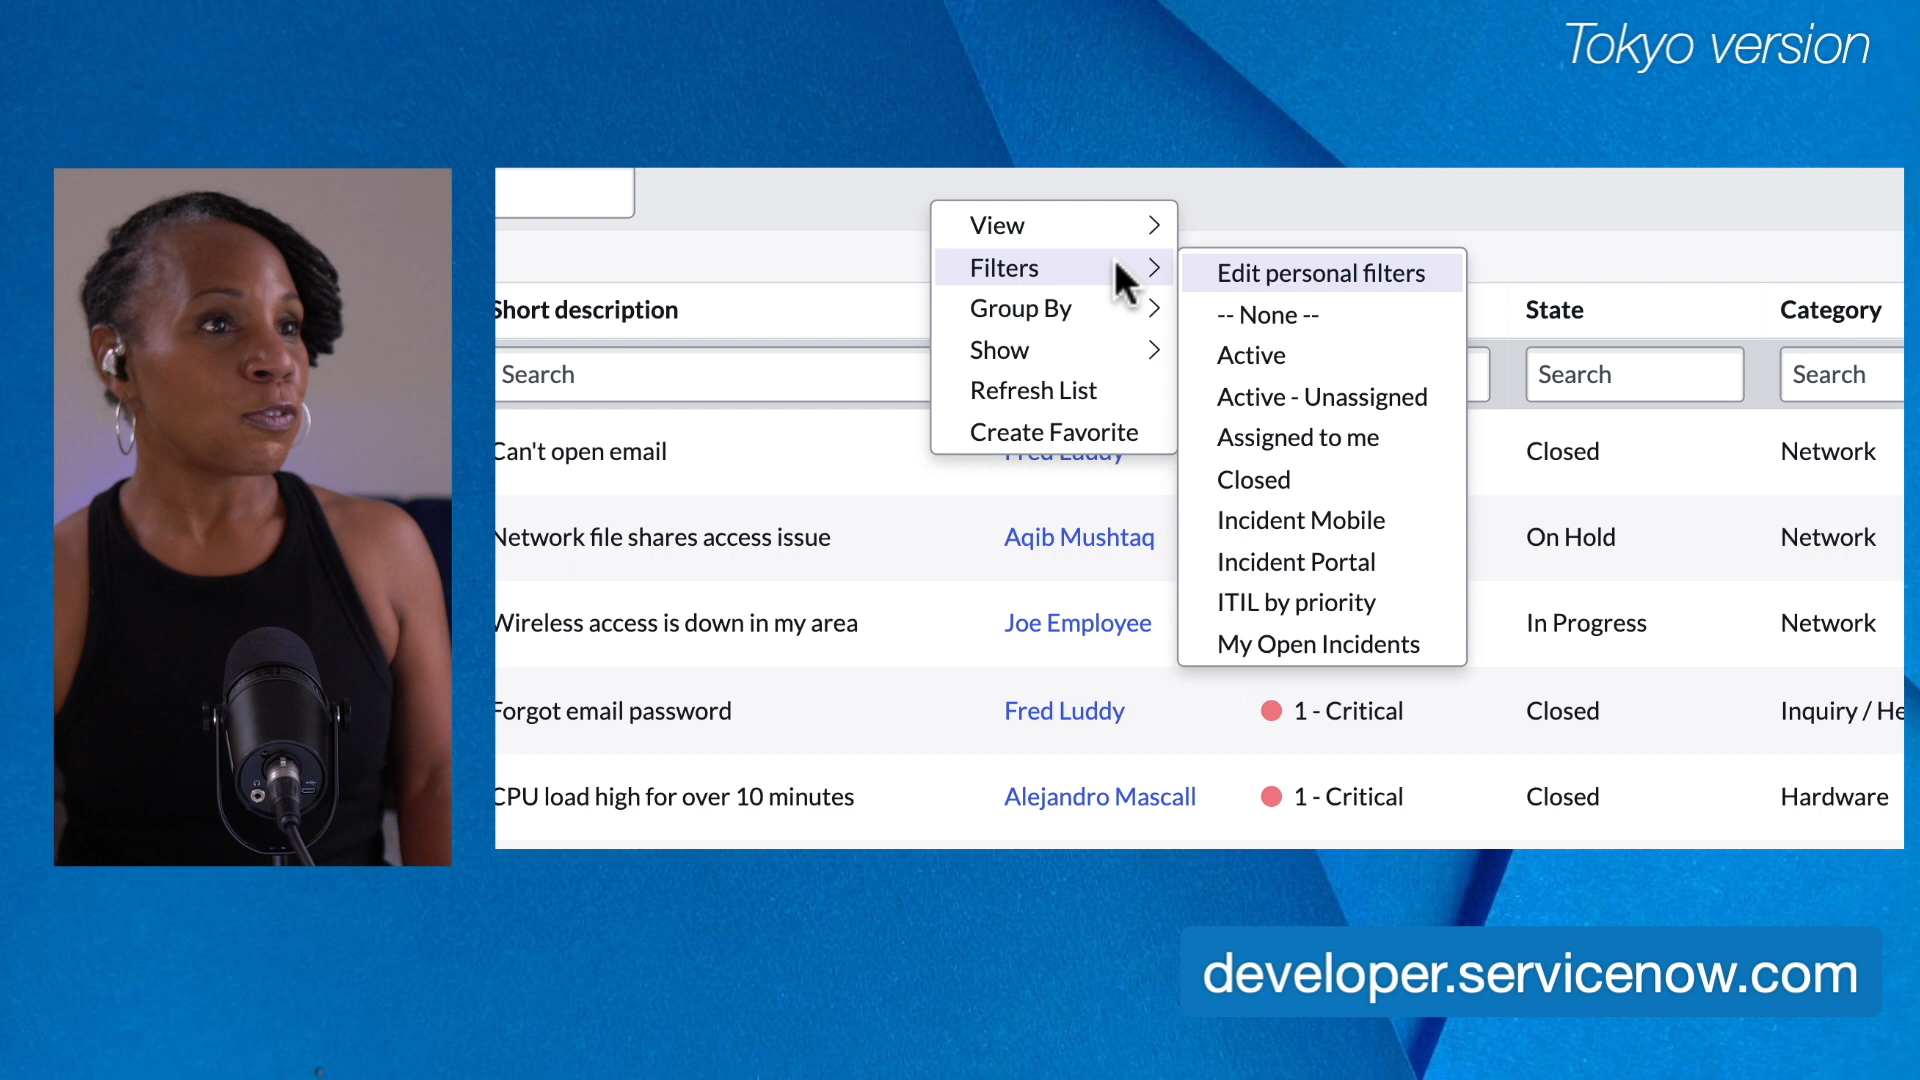 Tokyo version
View
Filters
Group By
Show
Refresh List
Create Favorite
Edit personal filters
-- None --
Active
Active - Unassigned
Assigned to me
Closed
Incident Mobile
Incident Portal
ITIL by priority
My Open Incidents
Short description State Category
Search Search Search
Can't open email Fred Luddy Closed Network
Network file shares access issue Aqib Mushtaq On Hold Network
Wireless access is down in my area Joe Employee In Progress Network
Forgot email password Fred Luddy 1 - Critical Closed Inquiry / He
CPU load high for over 10 minutes Alejandro Mascall 1 - Critical Closed Hardware
developer.servicenow.com